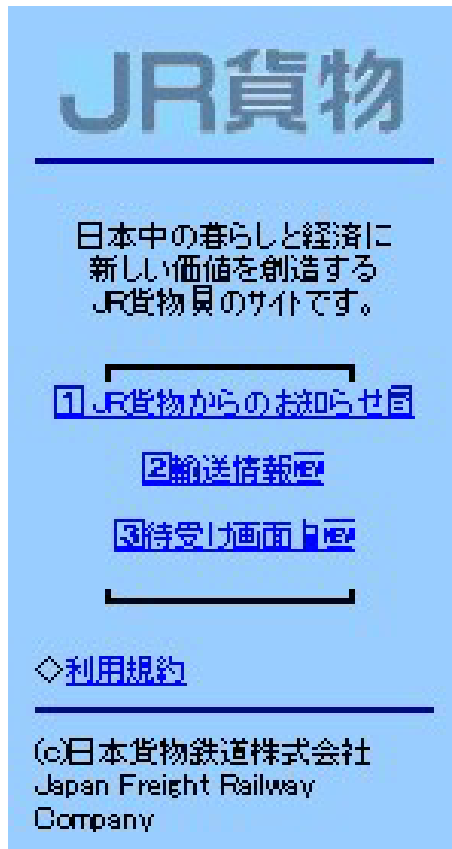 JR貨物
日本中の暮らしと経済に
新しい価値を創造する
JR貨物のサイトです。
1 JR貨物からのお知らせ
2輸送情報NEW
3待受け画面NEW
◇利用規約
(c)日本貨物鉄道株式会社
Japan Freight Railway
Company